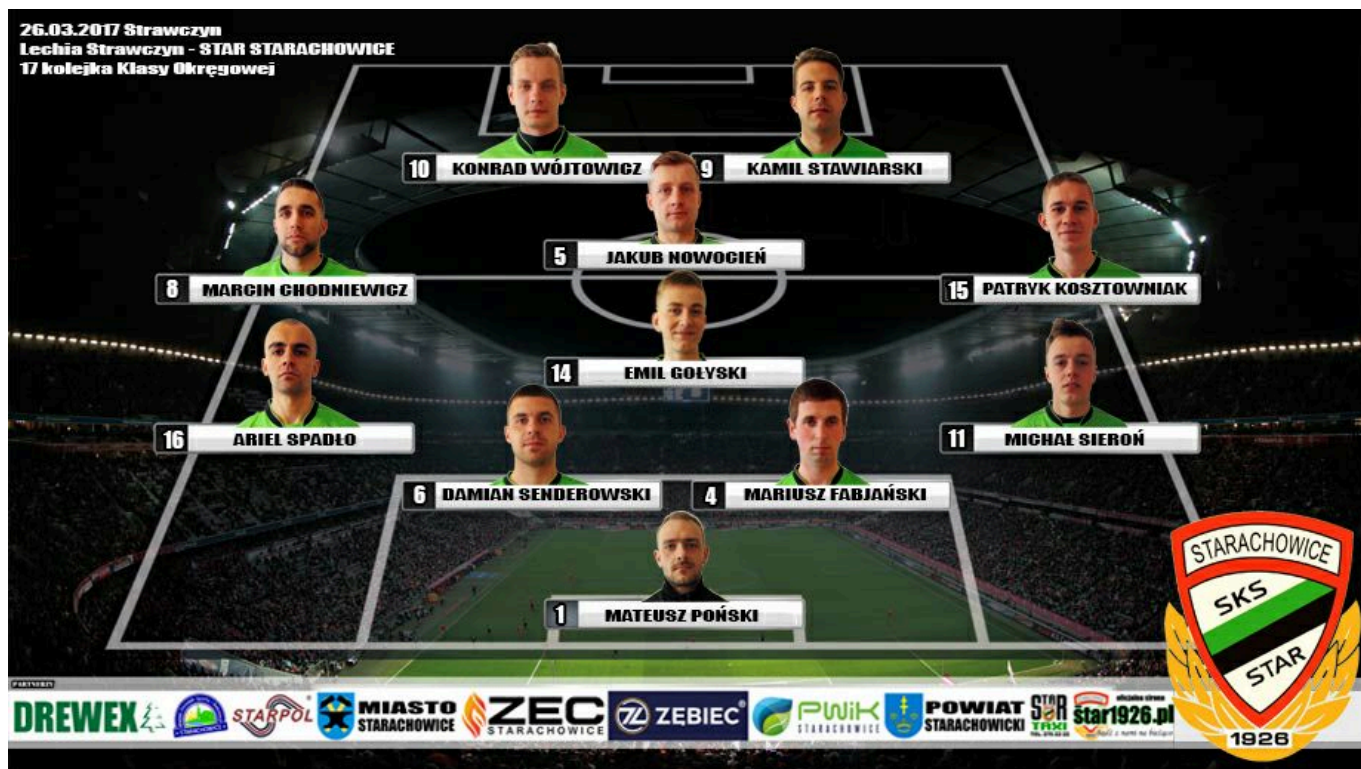 26.03.2017 Strawczyn
Lechia Strawczyn - STAR STARACHOWICE
17 kolejka Klasy Okręgowej
10 KONRAD WÓJTOWICZ
9 KAMIL STAWIARSKI
5 JAKUB NOWOCIEŃ
8 MARCIN CHODNIEWICZ
15 PATRYK KOSZTOWNIAK
14 EMIL GOŁYSKI
16 ARIEL SPADŁO
11 MICHAŁ SIEROŃ
6 DAMIAN SENDEROWSKI
4 MARIUSZ FABJAŃSKI
1 MATEUSZ POŃSKI
STARACHOWICE
SKS
STAR
1926
PARTNERZY
DREWEX
STARPOL
MIASTO
STARACHOWICE
ZEC
STARACHOWICE
ZĘBIEC
PWiK
STARACHOWICE
POWIAT
STARACHOWICKI
STAR
TAXI
oficjalna strona
star1926.pl